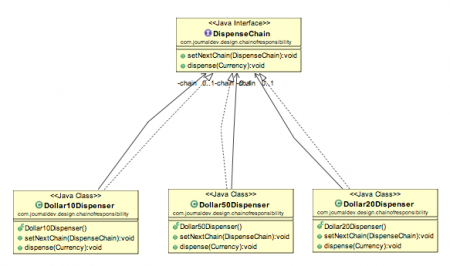 <<Java Interface>>
DispenseChain
com.journaldev.design.chainofresponsibility
setNextChain(DispenseChain):void
dispense(Currency):void
-chain 0..1 -chain 0..1
<<Java Class>>
Dollar10Dispenser
com.journaldev.design.chainofresponsibility
Dollar10Dispenser()
setNextChain(DispenseChain):void
dispense(Currency):void
<<Java Class>>
Dollar50Dispenser
com.journaldev.design.chainofresponsibility
Dollar50Dispenser()
setNextChain(DispenseChain):void
dispense(Currency):void
<<Java Class>>
Dollar20Dispenser
com.journaldev.design.chainofresponsibility
Dollar20Dispenser()
setNextChain(DispenseChain):void
dispense(Currency):void